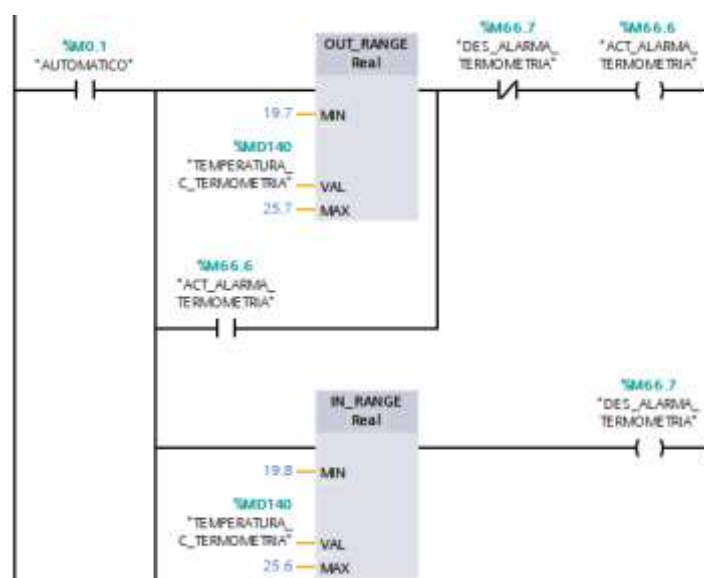 %M0.1
"AUTOMATICO"
OUT_RANGE
Real
%M66.7
"DES_ALARMA_
TERMOMETRIA"
%M66.6
"ACT_ALARMA_
TERMOMETRIA"
19.7
MIN
%MD140
"TEMPERATURA_
C_TERMOMETRIA"
VAL
25.7
MAX
%M66.6
"ACT_ALARMA_
TERMOMETRIA"
IN_RANGE
Real
%M66.7
"DES_ALARMA_
TERMOMETRIA"
19.8
MIN
%MD140
"TEMPERATURA_
C_TERMOMETRIA"
VAL
25.6
MAX